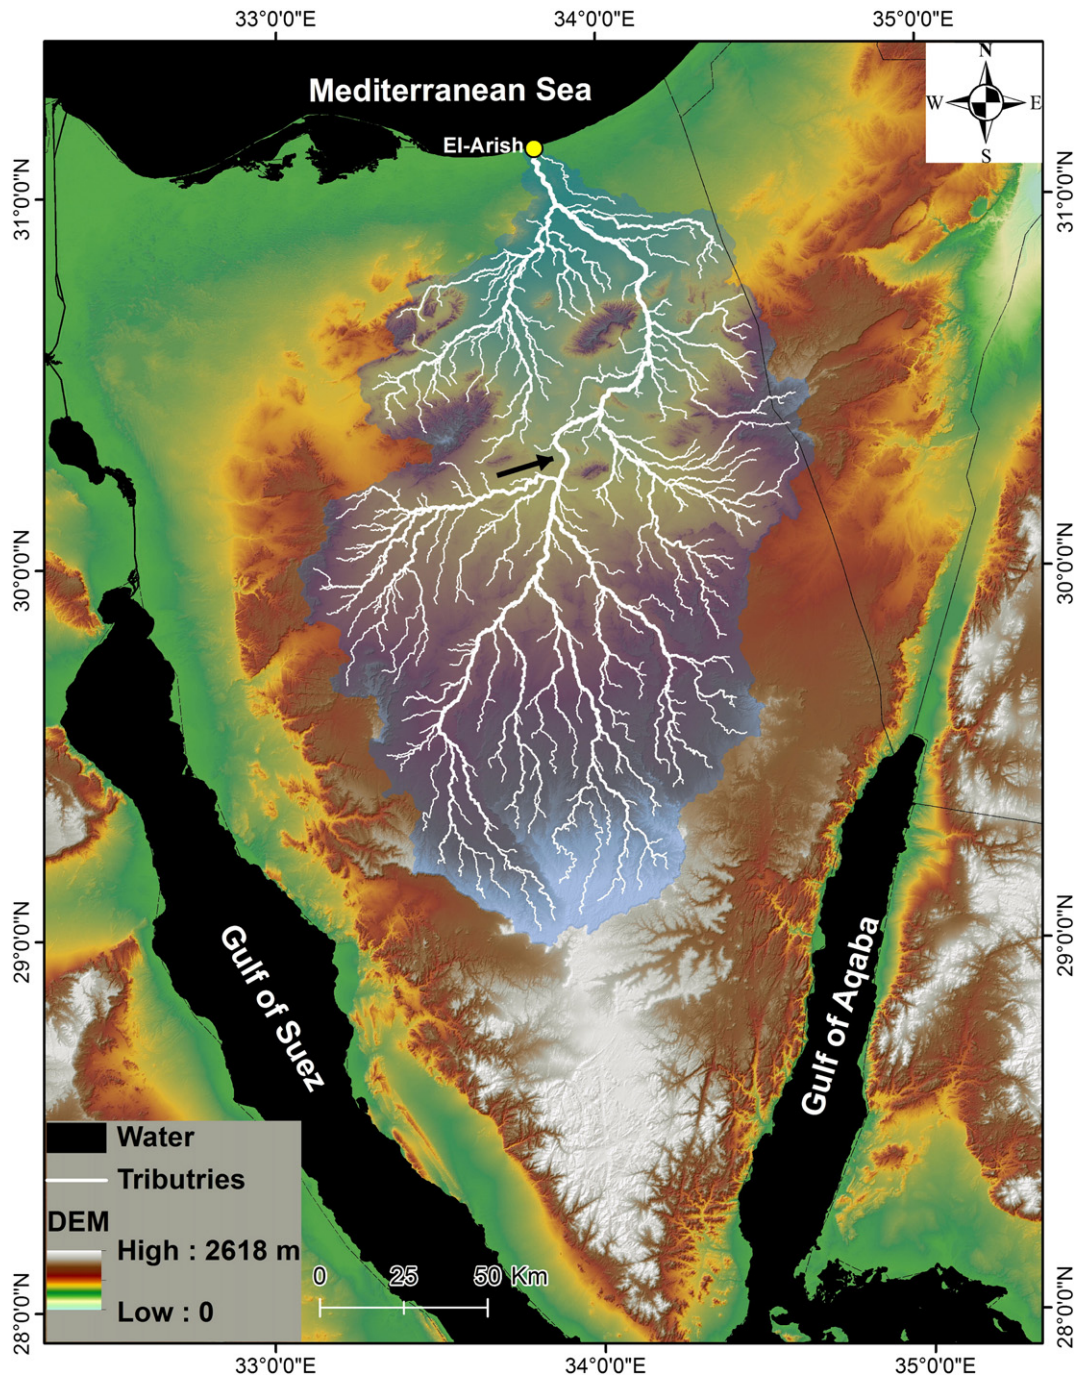 33°0'0"E 34°0'0"E 35°0'0"E
N
W E
S
Mediterranean Sea
El-Arish
31°0'0"N 31°0'0"N
30°0'0"N 30°0'0"N
29°0'0"N 29°0'0"N
Gulf of Suez
Gulf of Aqaba
Water
Tributries
DEM
High : 2618 m
Low : 0
0 25 50 Km
28°0'0"N 28°0'0"N
33°0'0"E 34°0'0"E 35°0'0"E